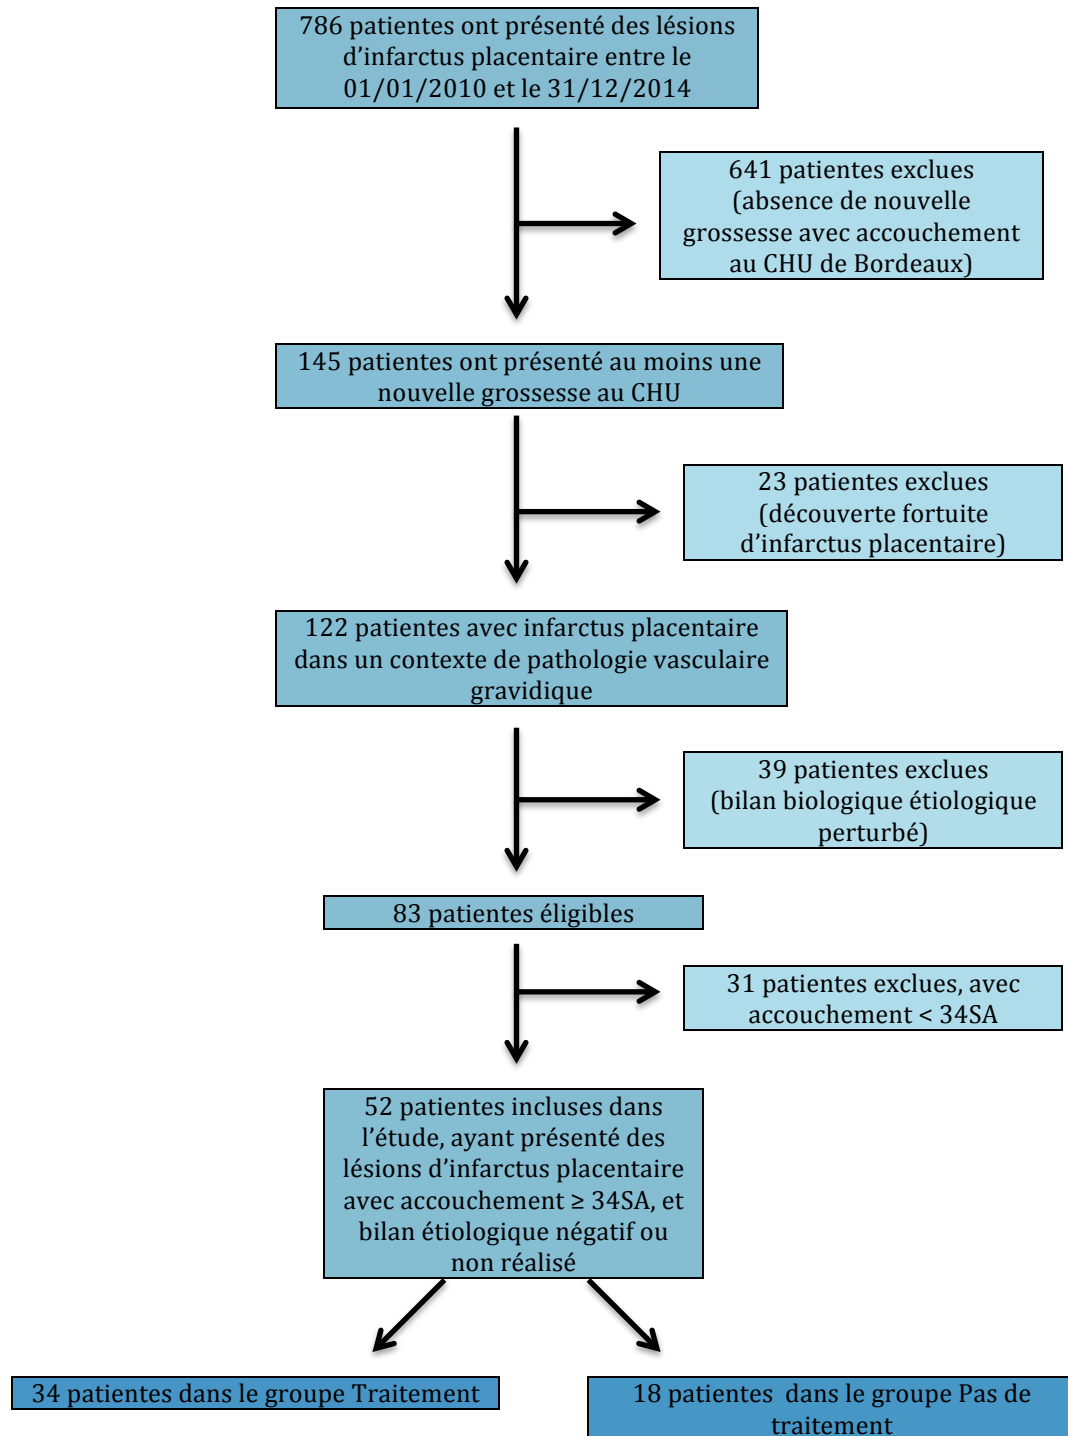 786 patientes ont présenté des lésions
d’infarctus placentaire entre le
01/01/2010 et le 31/12/2014
641 patientes exclues
(absence de nouvelle
grossesse avec accouchement
au CHU de Bordeaux)
145 patientes ont présenté au moins une
nouvelle grossesse au CHU
23 patientes exclues
(découverte fortuite
d’infarctus placentaire)
122 patientes avec infarctus placentaire
dans un contexte de pathologie vasculaire
gravidique
39 patientes exclues
(bilan biologique étiologique
perturbé)
83 patientes éligibles
31 patientes exclues, avec
accouchement < 34SA
52 patientes incluses dans
l’étude, ayant présenté des
lésions d’infarctus placentaire
avec accouchement ≥ 34SA, et
bilan étiologique négatif ou
non réalisé
34 patientes dans le groupe Traitement
18 patientes dans le groupe Pas de
traitement